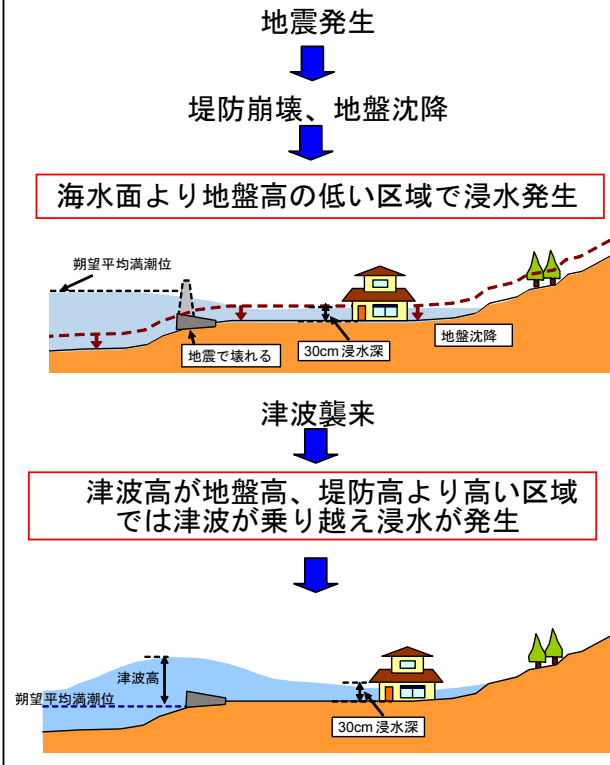 地震発生
堤防崩壊、地盤沈降
海水面より地盤高の低い区域で浸水発生
朔望平均満潮位
地震で壊れる
30cm 浸水深
地盤沈降
津波襲来
津波高が地盤高、堤防高より高い区域
では津波が乗り越え浸水が発生
津波高
朔望平均満潮位
30cm 浸水深